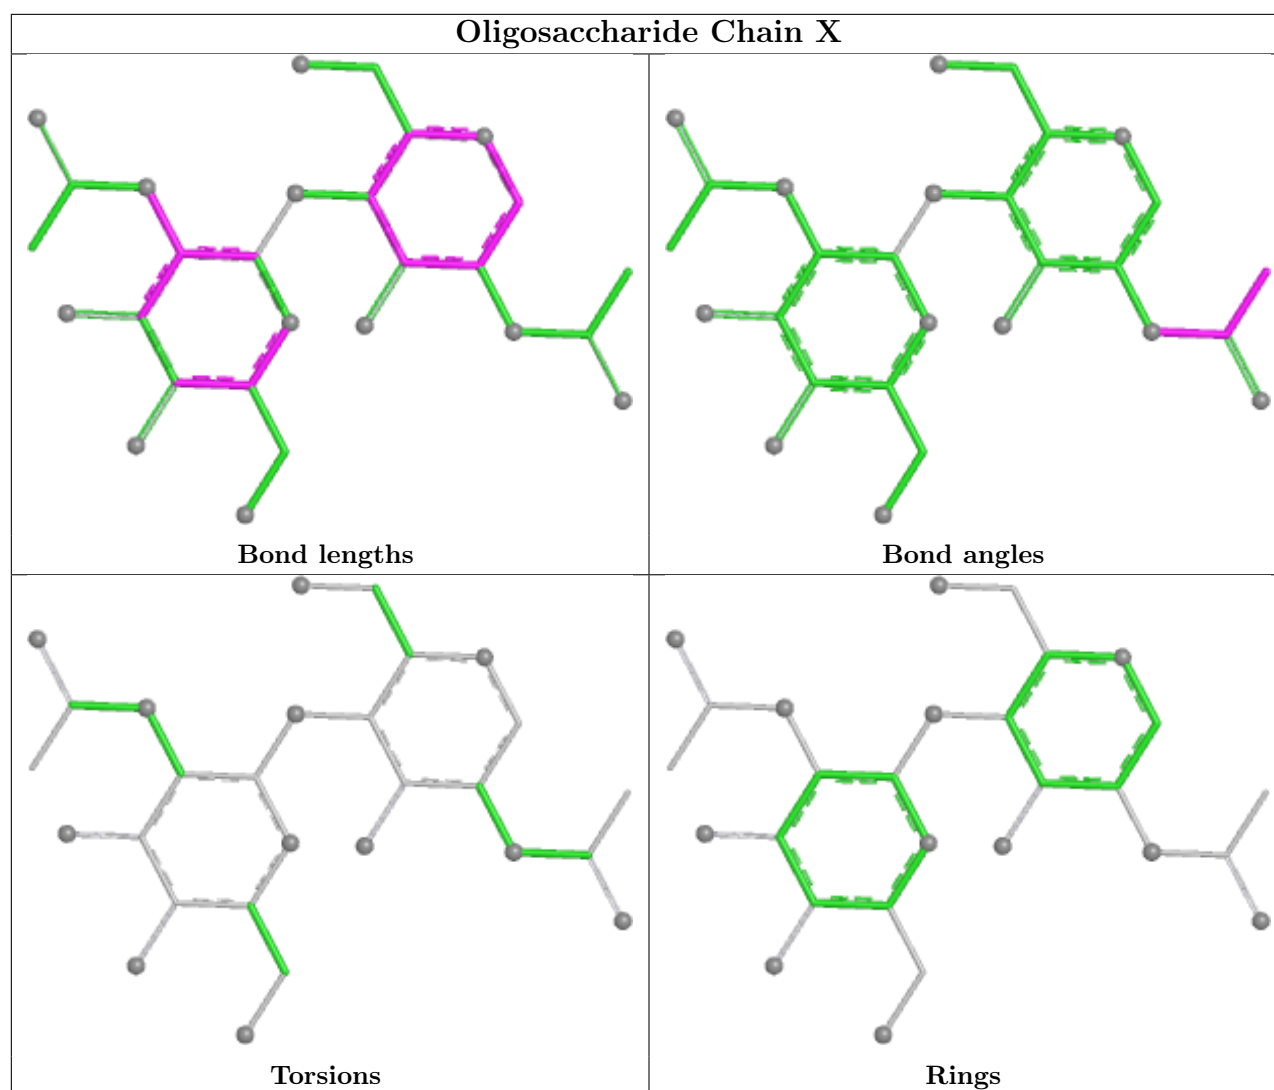 Oligosaccharide Chain X
Bond lengths
Bond angles
Torsions
Rings